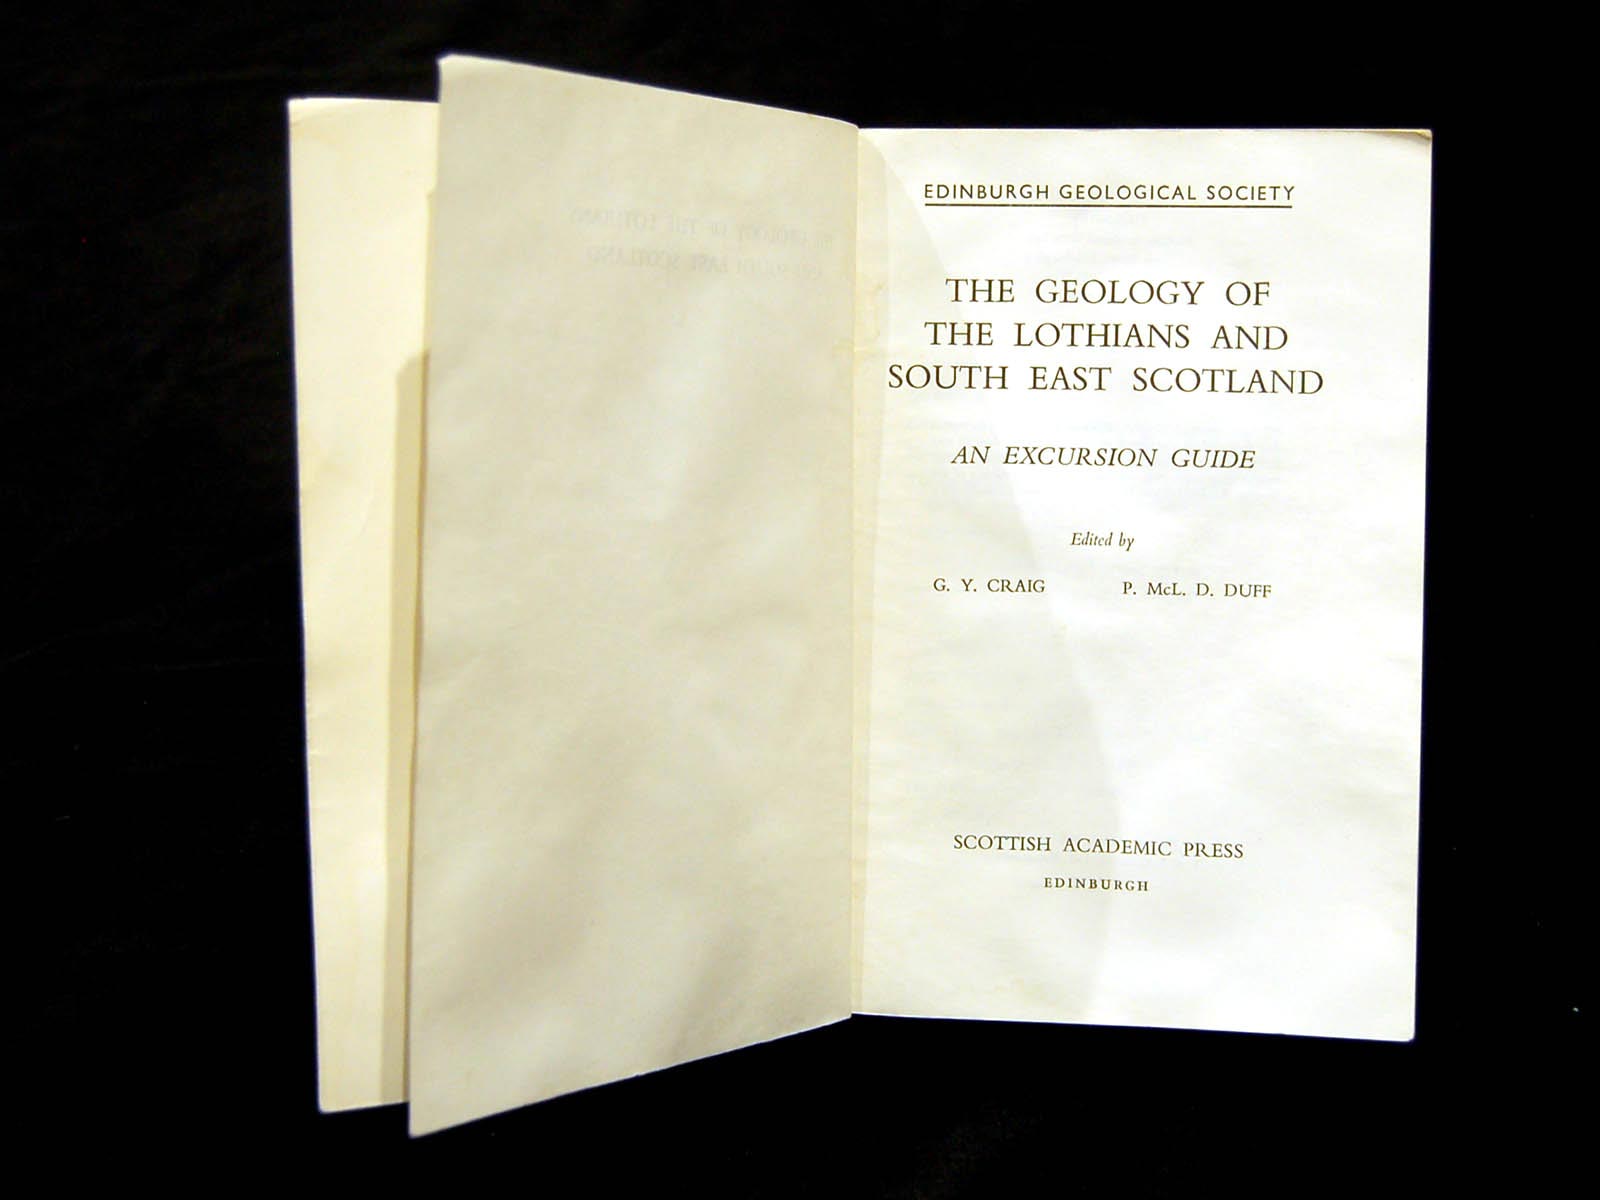 EDINBURGH GEOLOGICAL SOCIETY
THE GEOLOGY OF
THE LOTHIANS AND
SOUTH EAST SCOTLAND
AN EXCURSION GUIDE
Edited by
G. Y. CRAIG P. McL. D. DUFF
SCOTTISH ACADEMIC PRESS
EDINBURGH